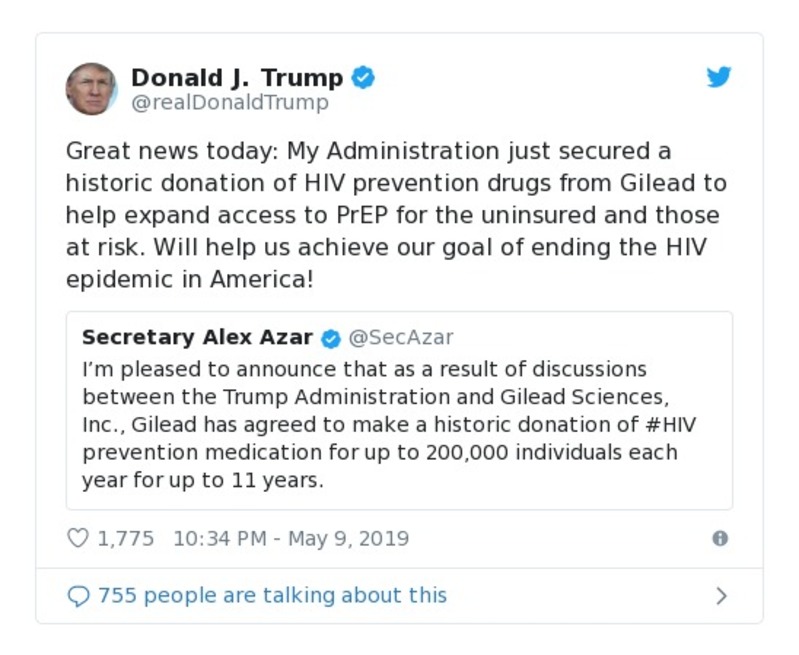 Donald J. Trump
@realDonaldTrump
Great news today: My Administration just secured a
historic donation of HIV prevention drugs from Gilead to
help expand access to PrEP for the uninsured and those
at risk. Will help us achieve our goal of ending the HIV
epidemic in America!
Secretary Alex Azar @SecAzar
I’m pleased to announce that as a result of discussions
between the Trump Administration and Gilead Sciences,
Inc., Gilead has agreed to make a historic donation of #HIV
prevention medication for up to 200,000 individuals each
year for up to 11 years.
1,775 10:34 PM - May 9, 2019
755 people are talking about this